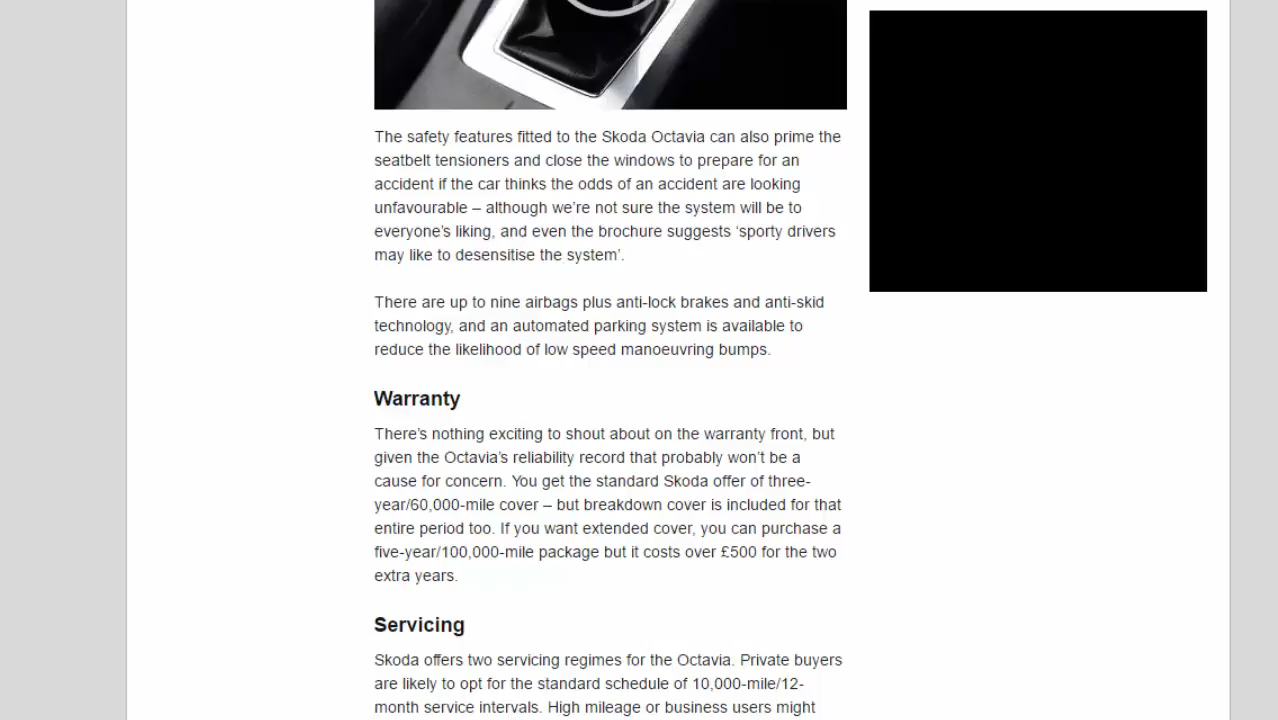 The safety features fitted to the Skoda Octavia can also prime the
seatbelt tensioners and close the windows to prepare for an
accident if the car thinks the odds of an accident are looking
unfavourable – although we’re not sure the system will be to
everyone’s liking, and even the brochure suggests ‘sporty drivers
may like to desensitise the system’.
There are up to nine airbags plus anti-lock brakes and anti-skid
technology, and an automated parking system is available to
reduce the likelihood of low speed manoeuvring bumps.
Warranty
There’s nothing exciting to shout about on the warranty front, but
given the Octavia’s reliability record that probably won’t be a
cause for concern. You get the standard Skoda offer of three-
year/60,000-mile cover – but breakdown cover is included for that
entire period too. If you want extended cover, you can purchase a
five-year/100,000-mile package but it costs over £500 for the two
extra years.
Servicing
Skoda offers two servicing regimes for the Octavia. Private buyers
are likely to opt for the standard schedule of 10,000-mile/12-
month service intervals. High mileage or business users might